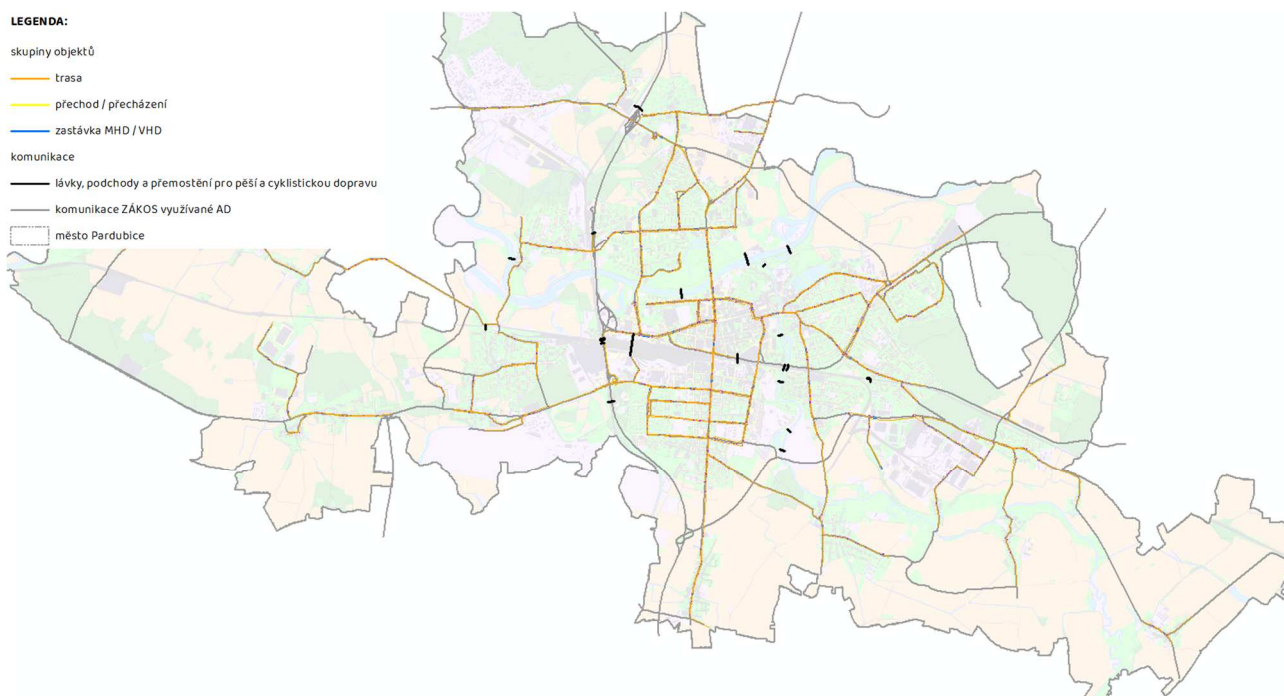 LEGENDA:
skupiny objektů
trasa
přechod / přecházení
zastávka MHD / VHD
komunikace
lávky, podchody a přemostění pro pěší a cyklistickou dopravu
komunikace ZÁKOS využívané AD
město Pardubice